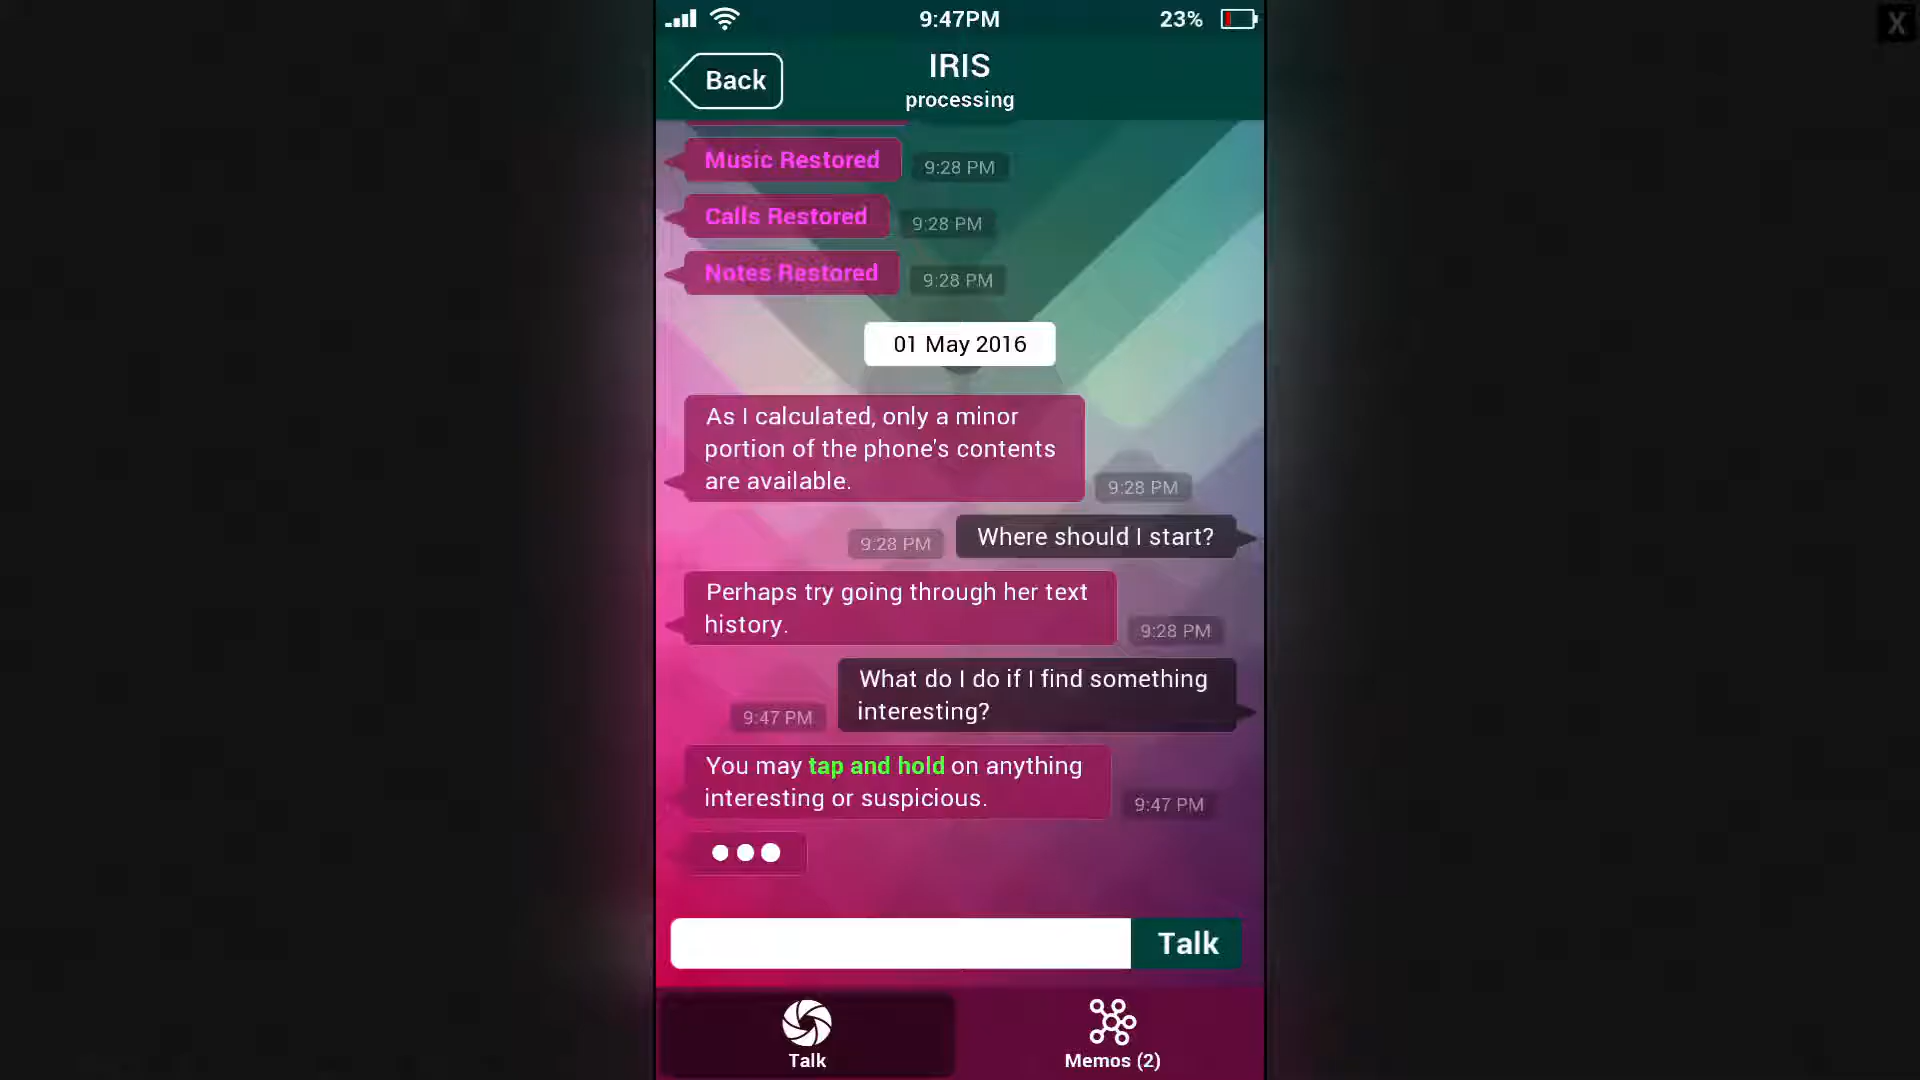 9:47PM
23%
X
Back
IRIS
processing
Music Restored
9:28 PM
Calls Restored
9:28 PM
Notes Restored
9:28 PM
01 May 2016
As I calculated, only a minor
portion of the phone's contents
are available.
9:28 PM
Where should I start?
9:28 PM
Perhaps try going through her text
history.
9:28 PM
What do I do if I find something
interesting?
9:47 PM
You may tap and hold on anything
interesting or suspicious.
9:47 PM
Talk
Talk
Memos (2)